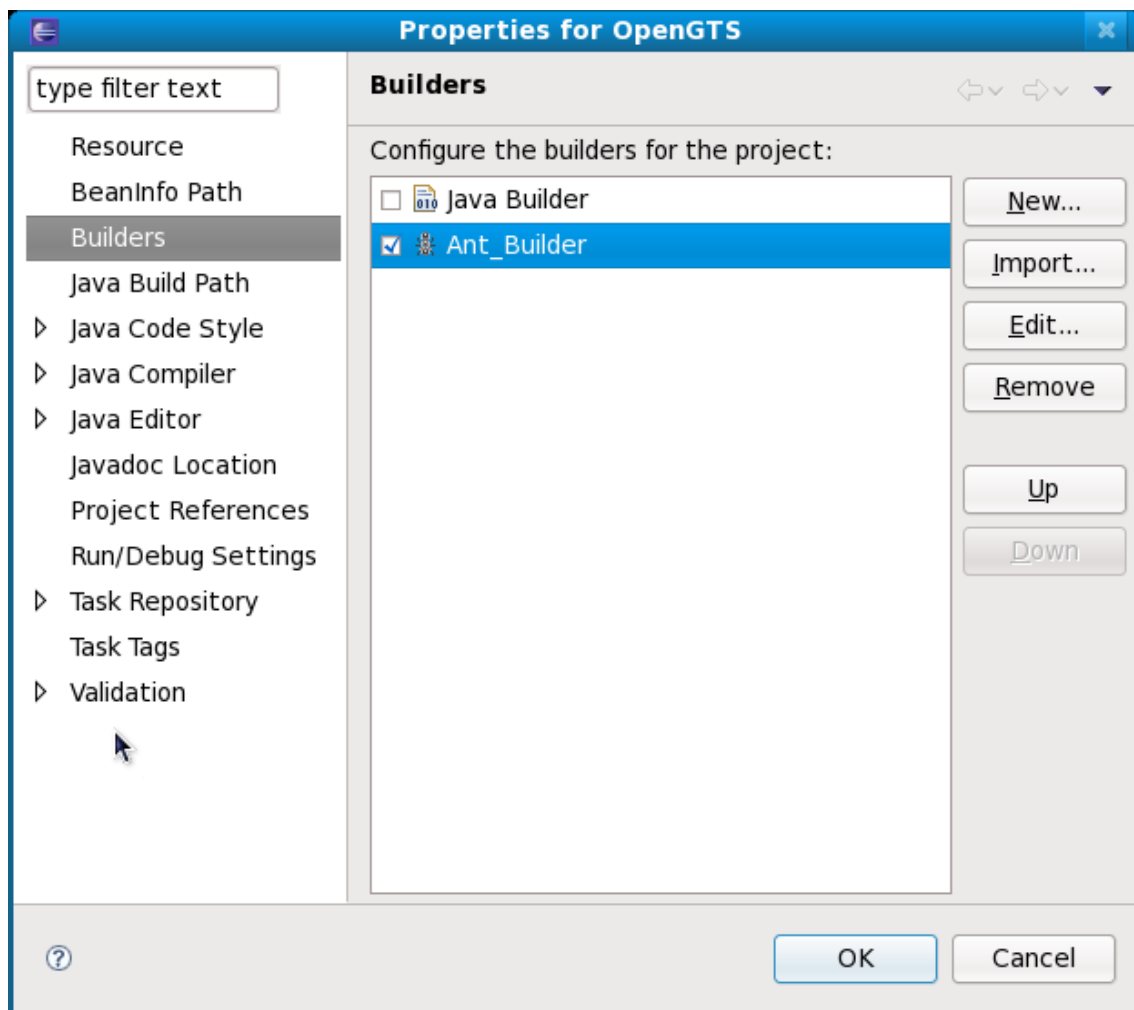 Properties for OpenGTS
type filter text
Resource
BeanInfo Path
Builders
Java Build Path
Java Code Style
Java Compiler
Java Editor
Javadoc Location
Project References
Run/Debug Settings
Task Repository
Task Tags
Validation
Builders
Configure the builders for the project:
010 Java Builder
Ant_Builder
New...
Import...
Edit...
Remove
Up
Down
?
OK
Cancel